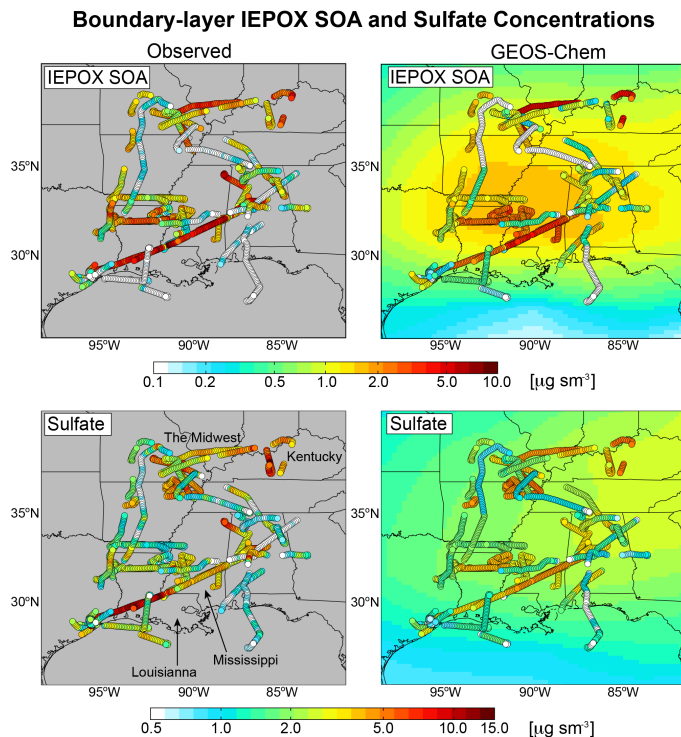 Boundary-layer IEPOX SOA and Sulfate Concentrations
Observed
GEOS-Chem
IEPOX SOA
IEPOX SOA
35°N
35°N
30°N
30°N
95°W
90°W
85°W
95°W
90°W
85°W
0.1
0.2
0.5
1.0
2.0
5.0
10.0
[μg sm⁻³]
Sulfate
Sulfate
The Midwest
Kentucky
35°N
35°N
30°N
30°N
Mississippi
Louisianna
95°W
90°W
85°W
95°W
90°W
85°W
0.5
1.0
2.0
5.0
10.0
15.0
[μg sm⁻³]